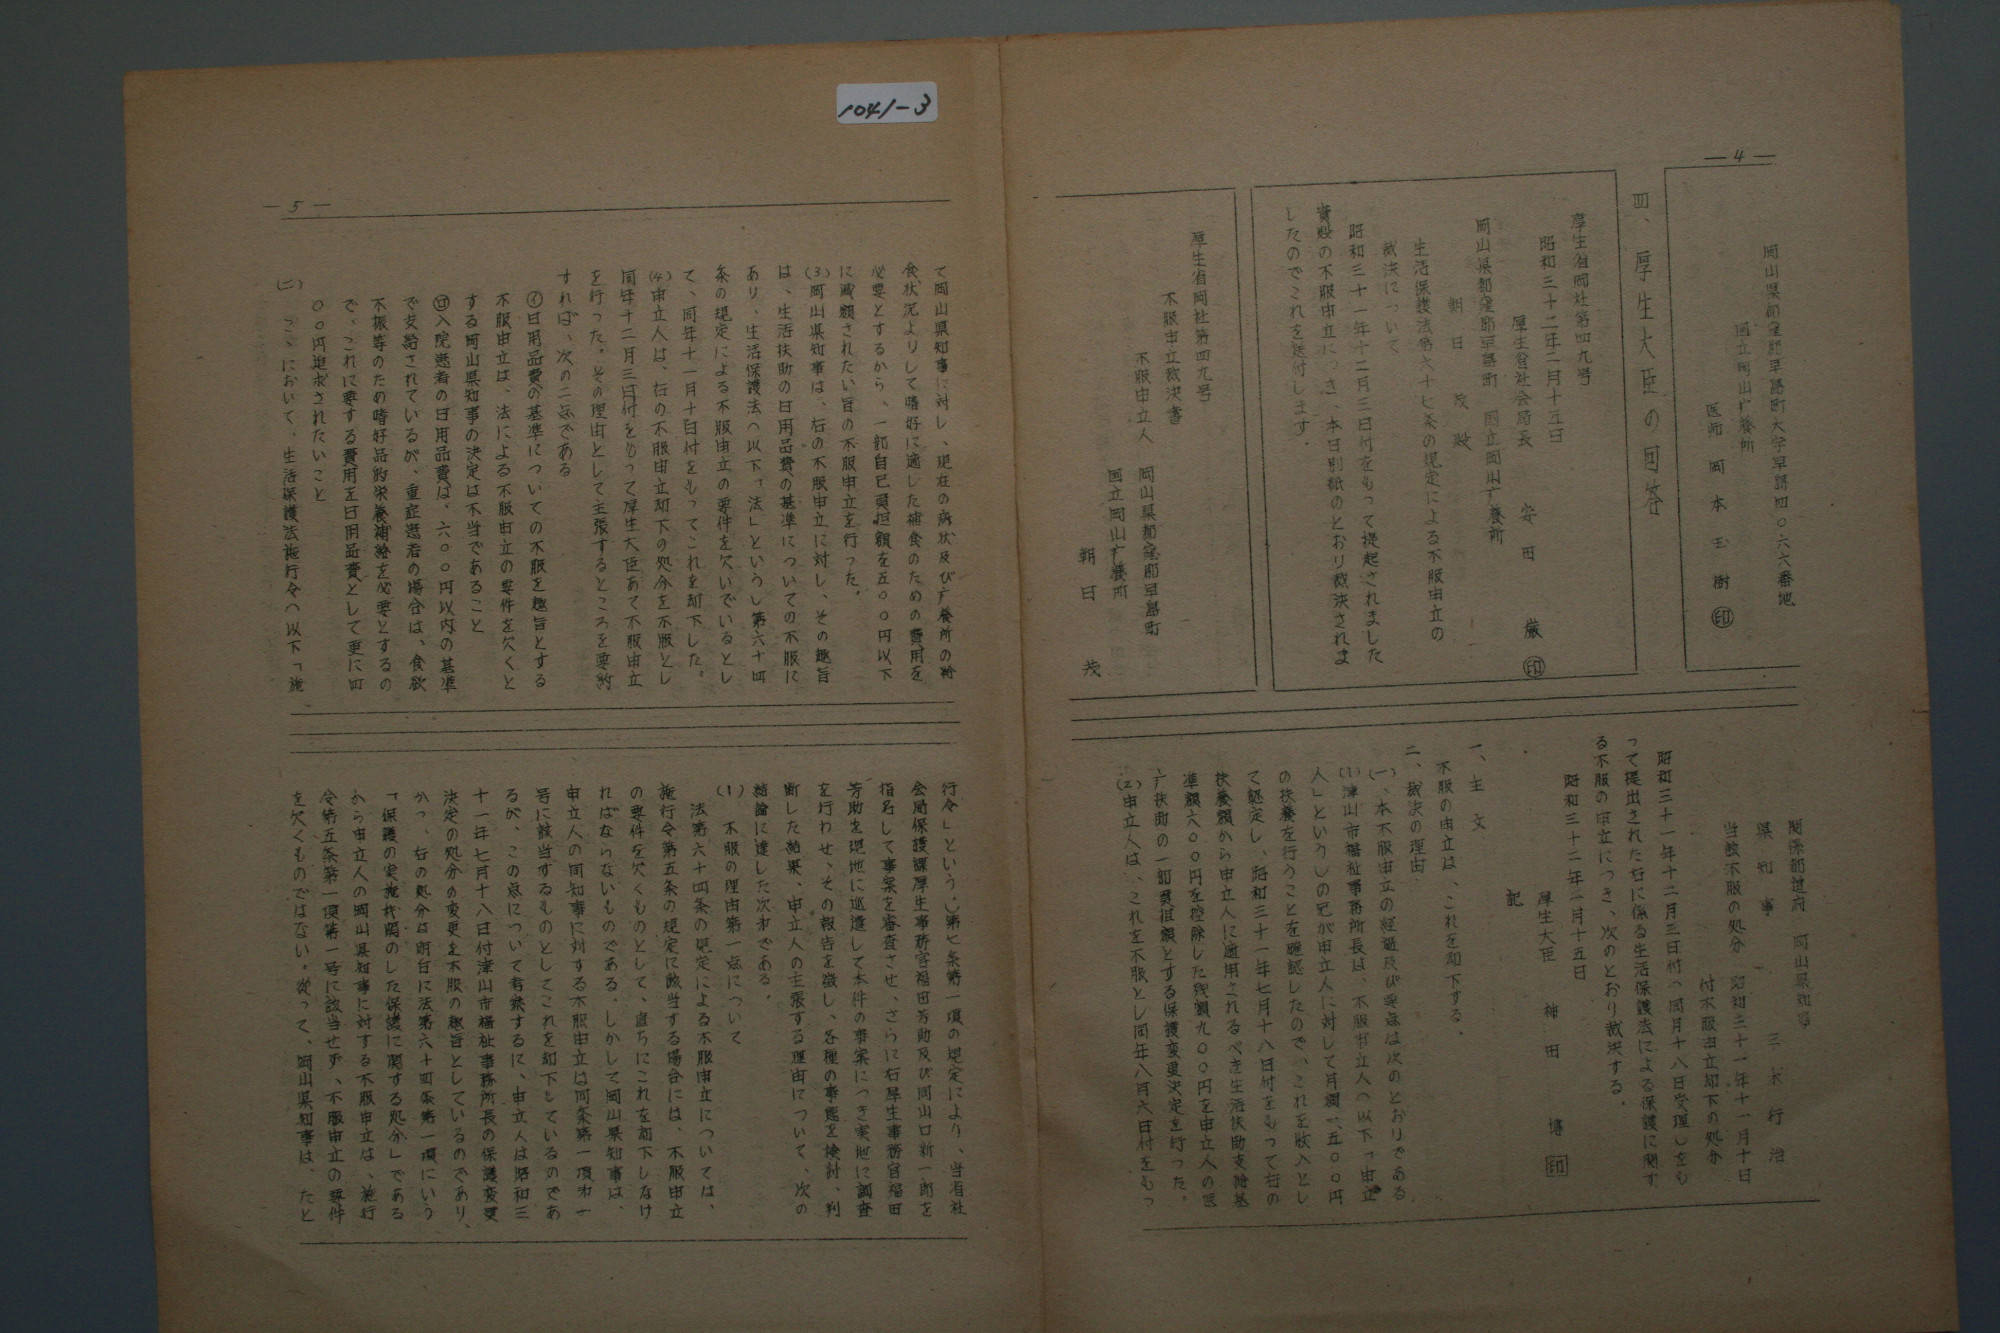 1041-3
— 4 —
岡山県都窪郡早島町大字早島四〇六六番地
国立岡山疒養所
医師 岡本玉樹 ㊞
四、厚生大臣の回答
厚生省岡社第四九号
昭和三十二年二月十五日
厚生省社会局長 安田 巌 ㊞
岡山県都窪郡早島町 国立岡山疒養所
朝日 茂 殿
生活保護法第六十七条の規定による不服申立の
裁決について
昭和三十一年十二月三日付をもって提起されました
貴殿の不服申立につき、本日別紙のとおり裁決されま
したのでこれを送付します。
厚生省岡社第四九号
不服申立裁決書
不服申立人 岡山県都窪郡早島町
国立岡山疒養所
朝日 茂
関係都道府 岡山県知事
県知事 三木行治
当該不服の処分 昭和三十一年十一月十日
付不服申立却下の処分
昭和三十一年十二月三日付(同月十八日受理)をも
って提出された右に係る生活保護法による保護に関す
る不服の申立につき、次のとおり裁決する。
昭和三十二年二月十五日
厚生大臣 神田 博 印
記
一、主文
不服の申立は、これを却下する。
二、裁決の理由
(一)、本不服申立の経過及び要点は次のとおりである
(1)津山市福祉事務所長は、不服申立人(以下「申立
人」という)の兄が申立人に対して月額一、五〇〇円
の扶養を行うことを確認したので、これを収入とし
て認定し、昭和三十一年七月十八日付をもって右の
扶養額から申立人に適用されるべき生活扶助支給基
準額六〇〇円を控除した残額九〇〇円を申立人の医
疒扶助の一部負担額とする保護変更決定を行った。
(2)申立人は、これを不服とし同年八月六日付をもっ
— 5 —
て岡山県知事に対し、現在の病状及び疒養所の給
食状況よりして嗜好に適した補食のための費用を
必要とするから、一部自己負担額を五〇〇円以下
に減額されたい旨の不服申立を行った。
(3)岡山県知事は、右の不服申立に対し、その趣旨
は、生活扶助の日用品費の基準についての不服に
あり、生活保護法(以下「法」という)第六十四
条の規定による不服申立の要件を欠いでいるとし
て、同年十一月十日付をもってこれを却下した。
(4)申立人は、右の不服申立却下の処分を不服とし
同年十二月三日付をもって厚生大臣あて不服申立
を行った。その理由として主張するところを要約
すれば、次の二点である
㋑日用品費の基準についての不服を趣旨とする
不服申立は、法による不服申立の要件を欠くと
する岡山県知事の決定は不当であること
㋺入院患者の日用品費は、六〇〇円以内の基準
で支給されているが、重症患者の場合は、食欲
不振等のため嗜好品的栄養補給を必要とするの
で、これに要する費用を日用品費として更に四
〇〇円追求されたいこと
(二) ここにおいて、生活保護法施行令(以下「施
行令」という。)第七条第一項の規定により、当省社
会局保護課厚生事務官福田芳助及び同山口新一郎を
指名して事案を審査させ、さらに右厚生事務官福田
芳助を現地に巡遣して本件の事案につき実地に調査
を行わせ、その報告を徴し、各種の事態を検討、判
断した結果、申立人の主張する理由について、次の
結論に達した次才である。
(1) 不服の理由第一点について
法第六十四条の規定による不服申立については、
施行令第五条の規定に該当する場合には、不服申立
の要件を欠くものとして、直ちにこれを却下しなけ
ればならないものである。しかして岡山県知事は、
申立人の同知事に対する不服申立は同条第一項才一
号に該当するものとしてこれを却下しているのであ
るが、この点について考察するに、申立人は昭和三
十一年七月十八日付津山市福祉事務所長の保護変更
決定の処分の変更を不服の趣旨としているのであり、
かつ、右の処分は明白に法第六十四条第一項にいう
「保護の実施機関のした保護に関する処分」である
から申立人の岡山県知事に対する不服申立は、施行
令第五条第一項第一号に該当せず、不服申立の要件
を欠くものではない。従って、岡山県知事は、たと